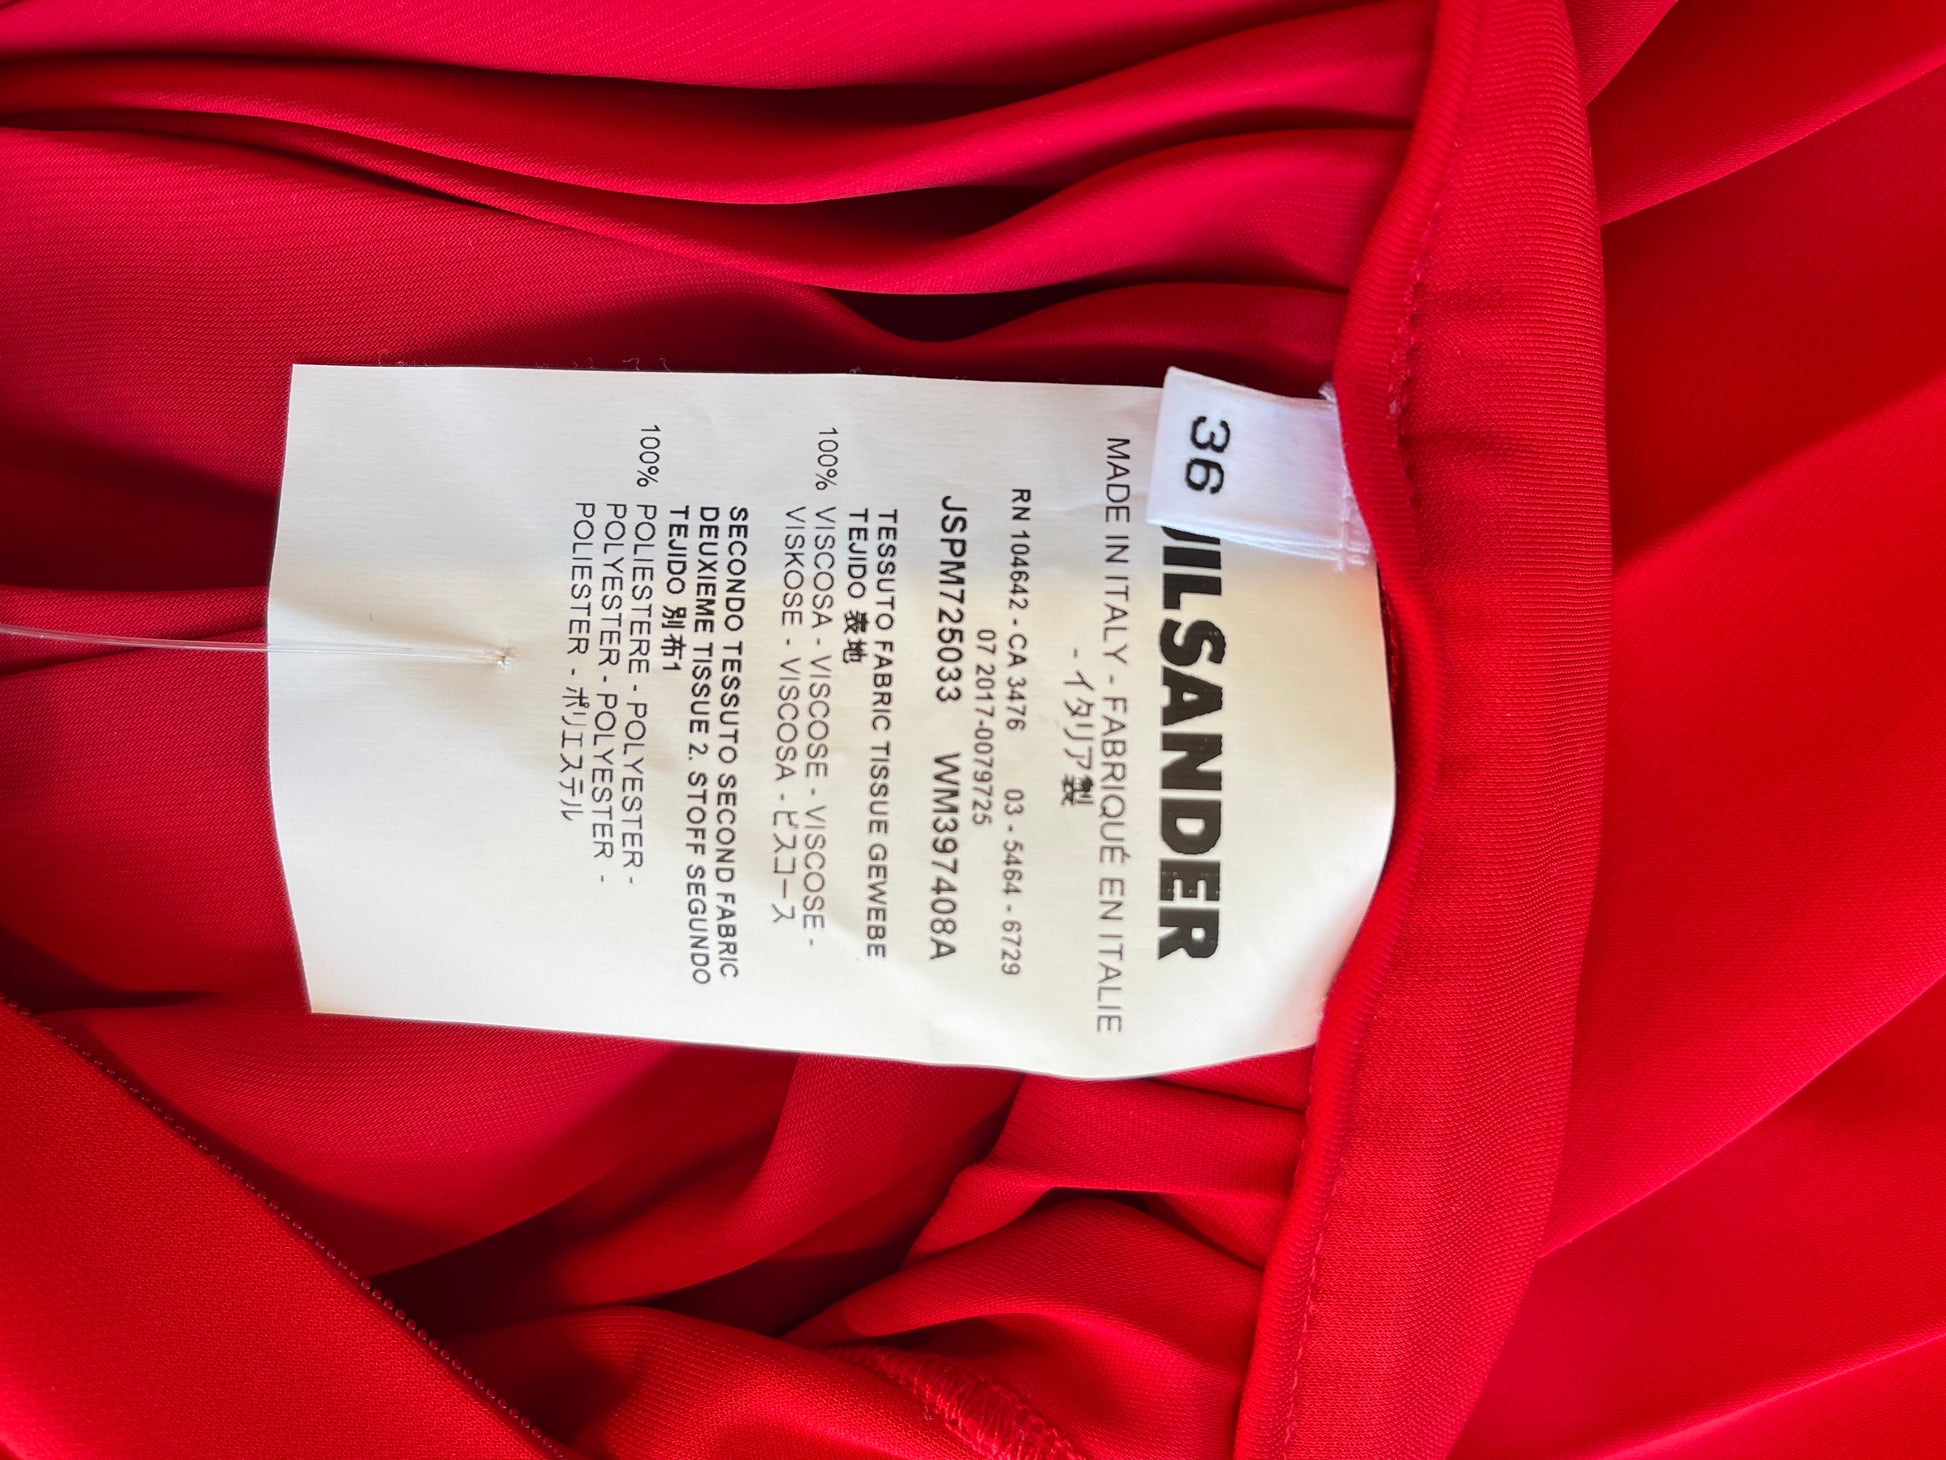 36
JIL SANDER
MADE IN ITALY - FABRIQUÉ EN ITALIE
- イタリア製
RN 104642 - CA 3476 03 - 5464 - 6729
07 2017-0079725
JSPM725033 WM397408A
TESSUTO FABRIC TISSUE GEWEBE
TEJIDO 表地
100% VISCOSA - VISCOSE - VISCOSE -
VISKOSE - VISCOSA - ビスコース
SECONDO TESSUTO SECOND FABRIC
DEUXIEME TISSUE 2. STOFF SEGUNDO
TEJIDO 別布1
100% POLIESTERE - POLYESTER -
POLYESTER - POLYESTER -
POLIESTER - ポリエステル